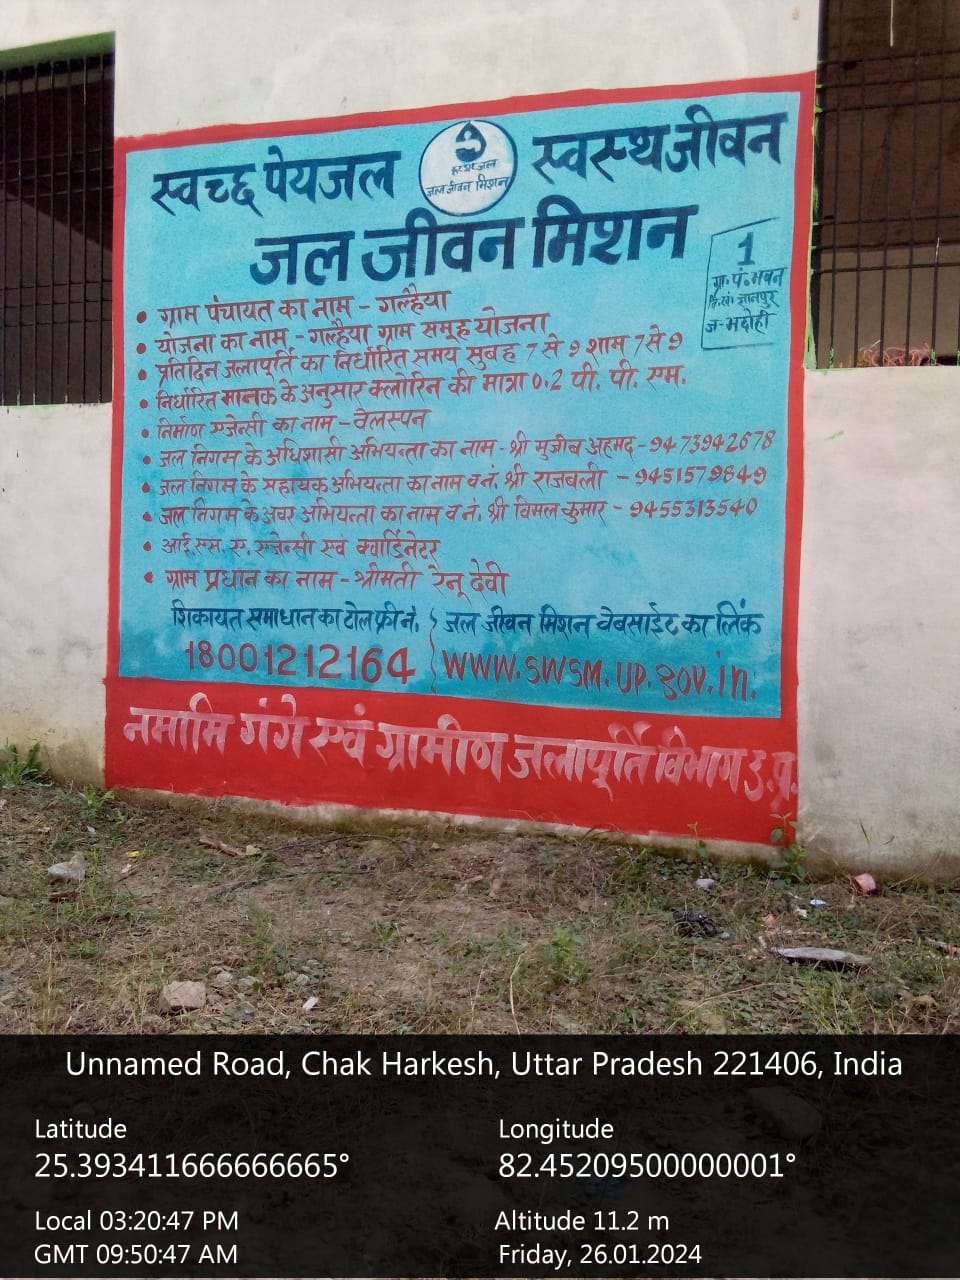 स्वच्छ पेयजल
हर घर जल
जल जीवन मिशन
स्वस्थ जीवन
जल जीवन मिशन
1
ग्रा. पं. भवन
वि. खं. ज्ञानपुर
ज- भदोही
• ग्राम पंचायत का नाम - गल्हैया
• योजना का नाम - गल्हैया ग्राम समूह योजना
• प्रतिदिन जलापूर्ति का निर्धारित समय सुबह 7 से 9 शाम 7 से 9
• निर्धारित मानक के अनुसार क्लोरिन की मात्रा 0.2 पी. पी. एम.
• निर्माण एजेन्सी का नाम - वेलस्पन
• जल निगम के अधिशासी अभियन्ता का नाम - श्री मुजीब अहमद - 9473942678
• जल निगम के सहायक अभियन्ता का नाम व नं. श्री राजबली - 9451579849
• जल निगम के अवर अभियन्ता का नाम व नं. श्री विमल कुमार - 9455313540
• आई. एस. ए. एजेन्सी एवं क्वार्डिनेटर
• ग्राम प्रधान का नाम - श्रीमती रेनू देवी
शिकायत समाधान का टोल फ्री नं. जल जीवन मिशन वेबसाईट का लिंक
18001212164 WWW.SWSM.UP.gov.in.
नमामि गंगे एवं ग्रामीण जलापूर्ति विभाग उ.प्र.
Unnamed Road, Chak Harkesh, Uttar Pradesh 221406, India
Latitude Longitude
25.393411666666665° 82.45209500000001°
Local 03:20:47 PM Altitude 11.2 m
GMT 09:50:47 AM Friday, 26.01.2024